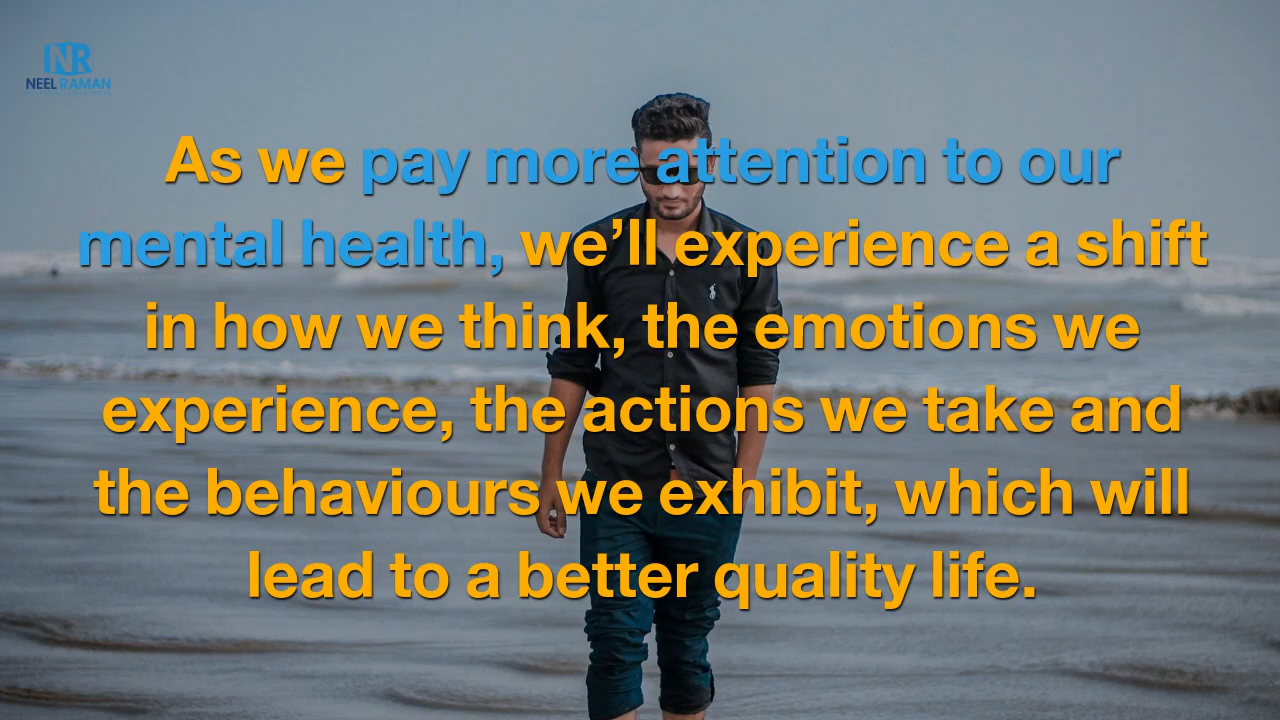 NR
NEEL RAMAN
As we pay more attention to our
mental health, we’ll experience a shift
in how we think, the emotions we
experience, the actions we take and
the behaviours we exhibit, which will
lead to a better quality life.